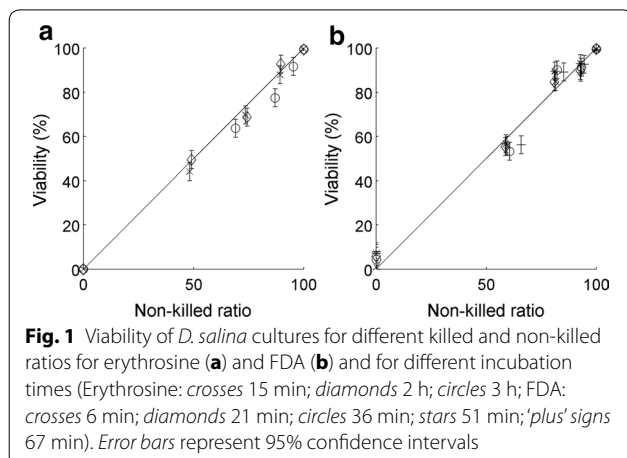 a
b
100
80
60
40
20
0
Viability (%)
0
50
100
Non-killed ratio
100
80
60
40
20
0
Viability (%)
0
50
100
Non-killed ratio
Fig. 1 Viability of D. salina cultures for different killed and non-killed
ratios for erythrosine (a) and FDA (b) and for different incubation
times (Erythrosine: crosses 15 min; diamonds 2 h; circles 3 h; FDA:
crosses 6 min; diamonds 21 min; circles 36 min; stars 51 min; ‘plus’ signs
67 min). Error bars represent 95% confidence intervals